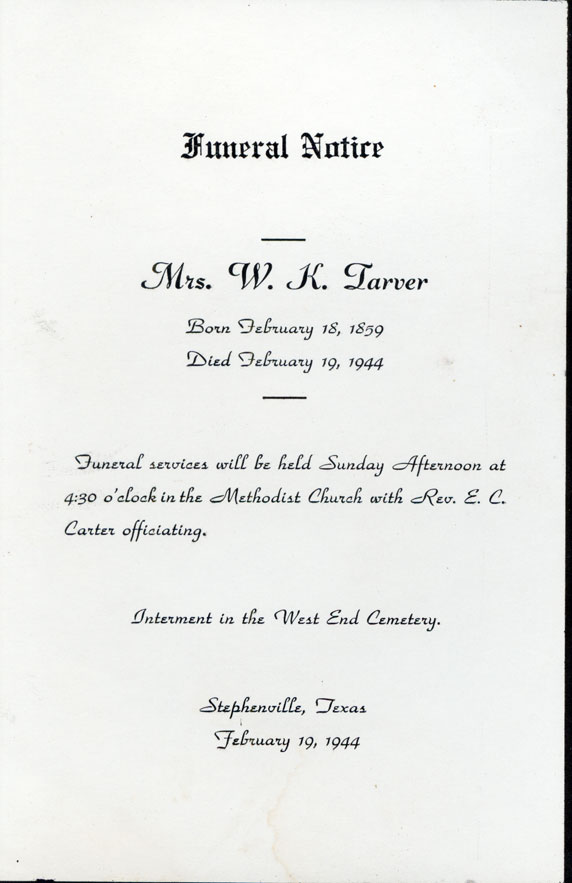 Funeral Notice
Mrs. W. K. Tarver
Born February 18, 1859
Died February 19, 1944
Funeral services will be held Sunday Afternoon at
4:30 o'clock in the Methodist Church with Rev. E. C.
Carter officiating.
Interment in the West End Cemetery.
Stephenville, Texas
February 19, 1944